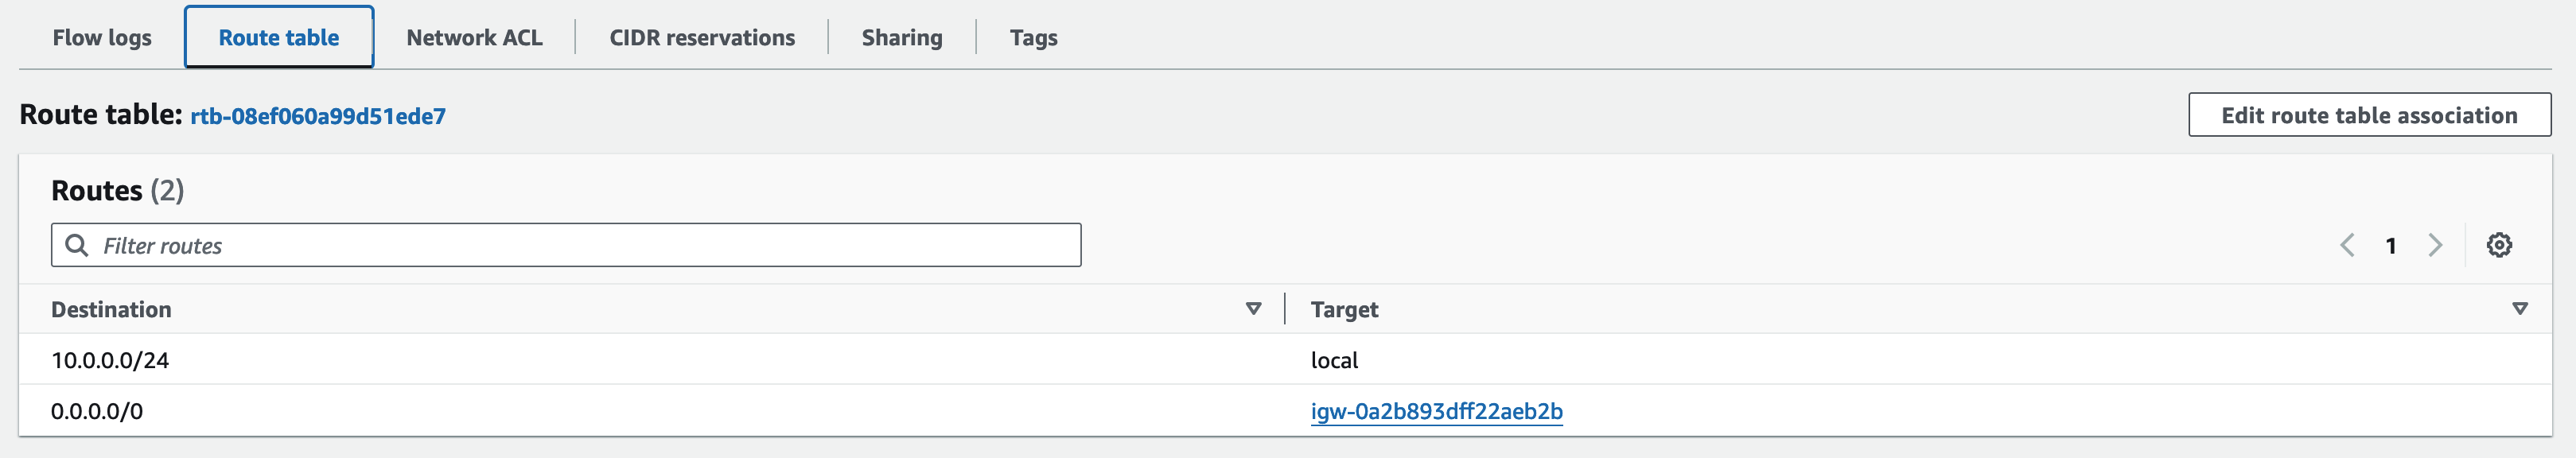 Flow logs Route table Network ACL CIDR reservations Sharing Tags
Route table: rtb-08ef060a99d51ede7 Edit route table association
Routes (2)
Filter routes 1
Destination Target
10.0.0.0/24 local
0.0.0.0/0 igw-0a2b893dff22aeb2b